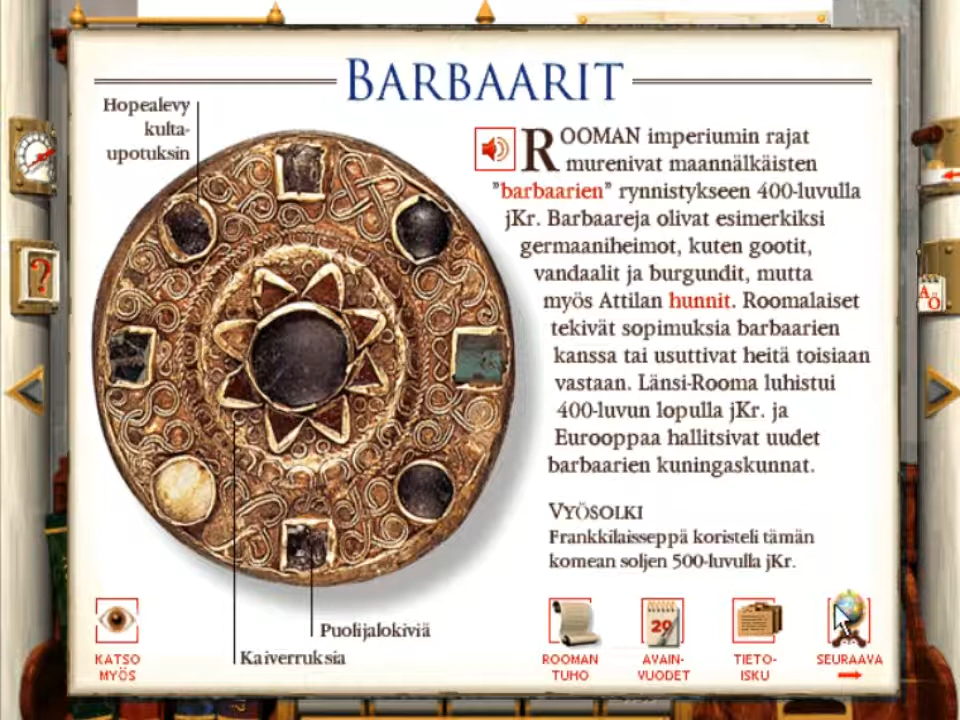 BARBAARIT
Hopealevy
kulta-
upotuksin
ROOMAN imperiumin rajat
murenivat maannälkäisten
”barbaarien” rynnistykseen 400-luvulla
jKr. Barbaareja olivat esimerkiksi
germaaniheimot, kuten gootit,
vandaalit ja burgundit, mutta
myös Attilan hunnit. Roomalaiset
tekivät sopimuksia barbaarien
kanssa tai usuttivat heitä toisiaan
vastaan. Länsi-Rooma luhistui
400-luvun lopulla jKr. ja
Eurooppaa hallitsivat uudet
barbaarien kuningaskunnat.
VYÖSOLKI
Frankkilaisseppä koristeli tämän
komean soljen 500-luvulla jKr.
Puolijalokiviä
Kaiverruksia
KATSO
MYÖS
ROOMAN
TUHO
29
AVAIN-
VUODET
TIETO-
ISKU
SEURAAVA
?
A
Ö